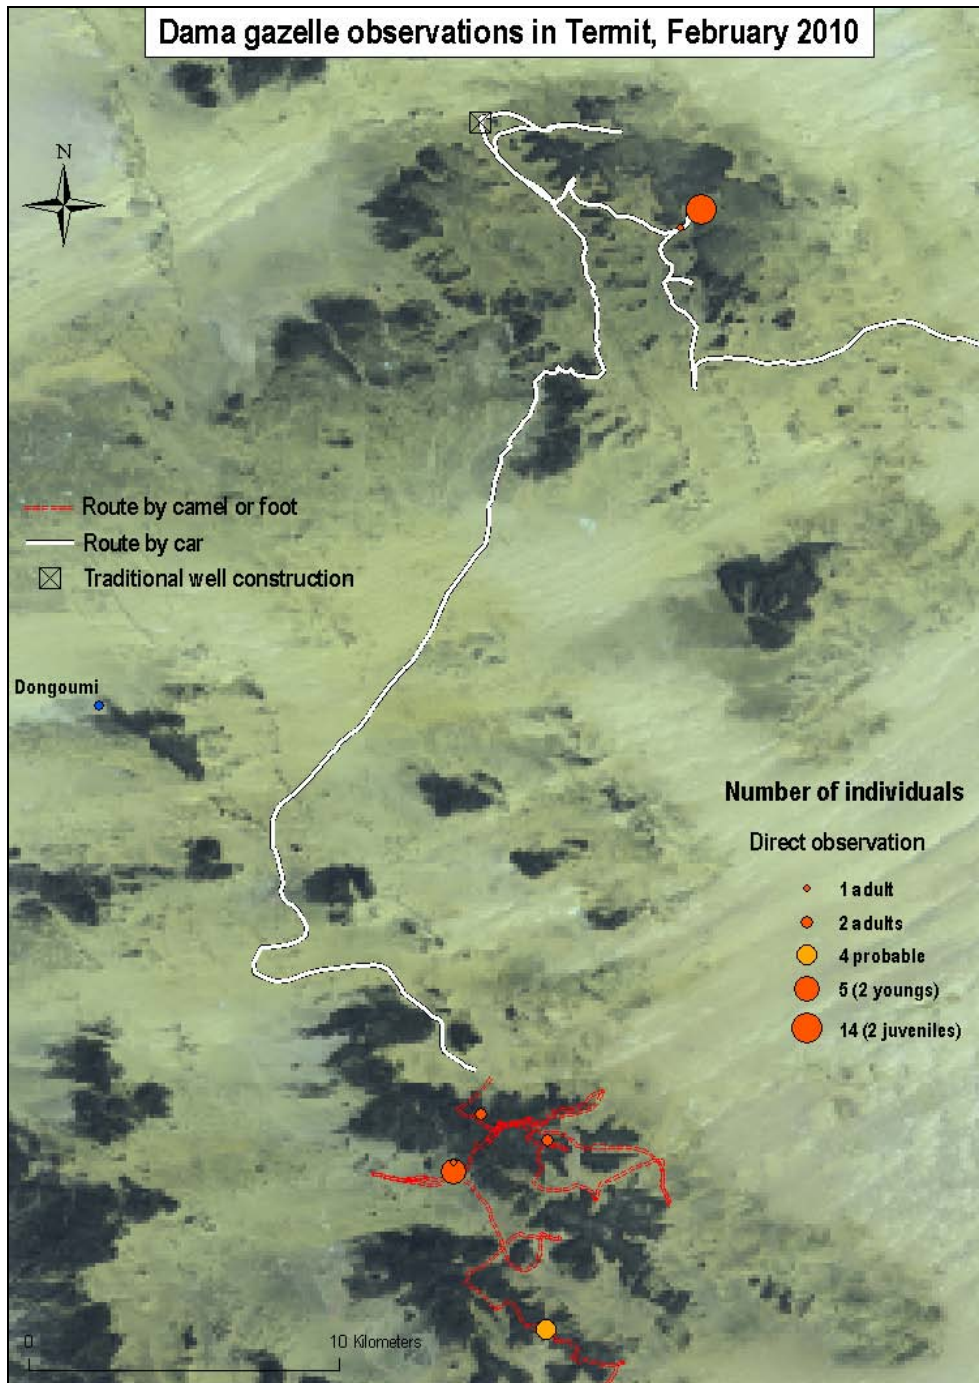 Dama gazelle observations in Termit, February 2010
N
Route by camel or foot
Route by car
Traditional well construction
Dongoumi
Number of individuals
Direct observation
1 adult
2 adults
4 probable
5 (2 youngs)
14 (2 juveniles)
0 10 Kilometers